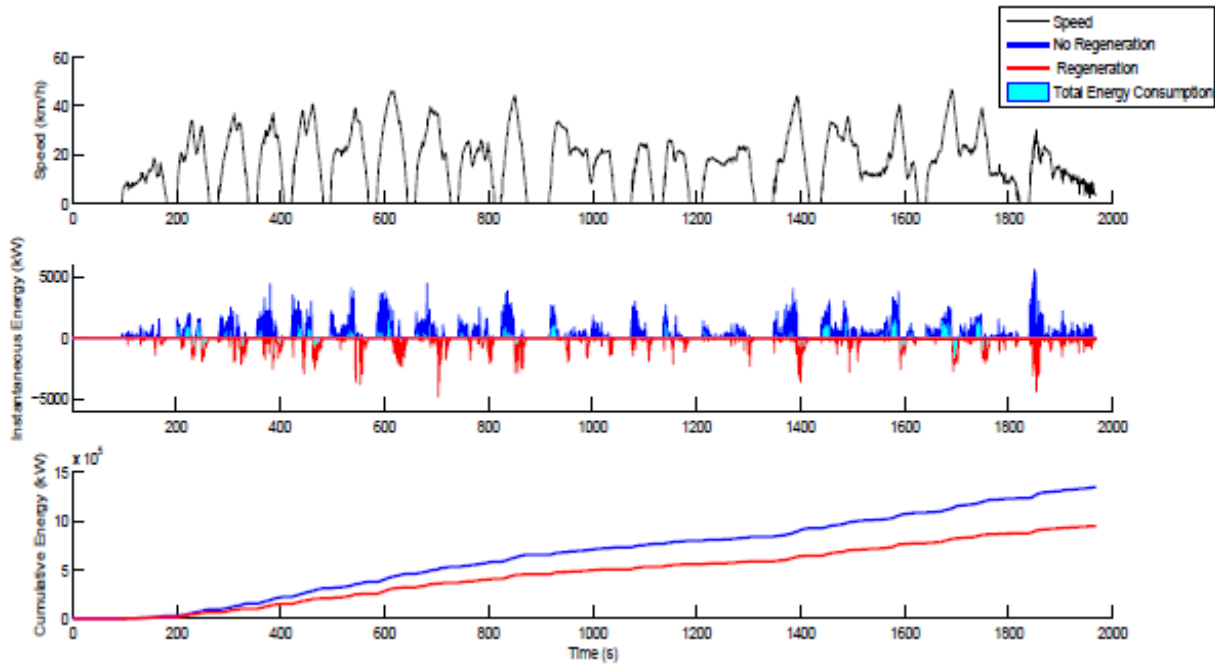 Speed
No Regeneration
Regeneration
Total Energy Consumption
60
40
20
0
Speed (km/h)
0 200 400 600 800 1000 1200 1400 1600 1800 2000
5000
0
−5000
Instantaneous Energy (kW)
200 400 600 800 1000 1200 1400 1600 1800 2000
x 10^5
15
10
5
0
Cumulative Energy (kW)
0 200 400 600 800 1000 1200 1400 1600 1800 2000
Time (s)